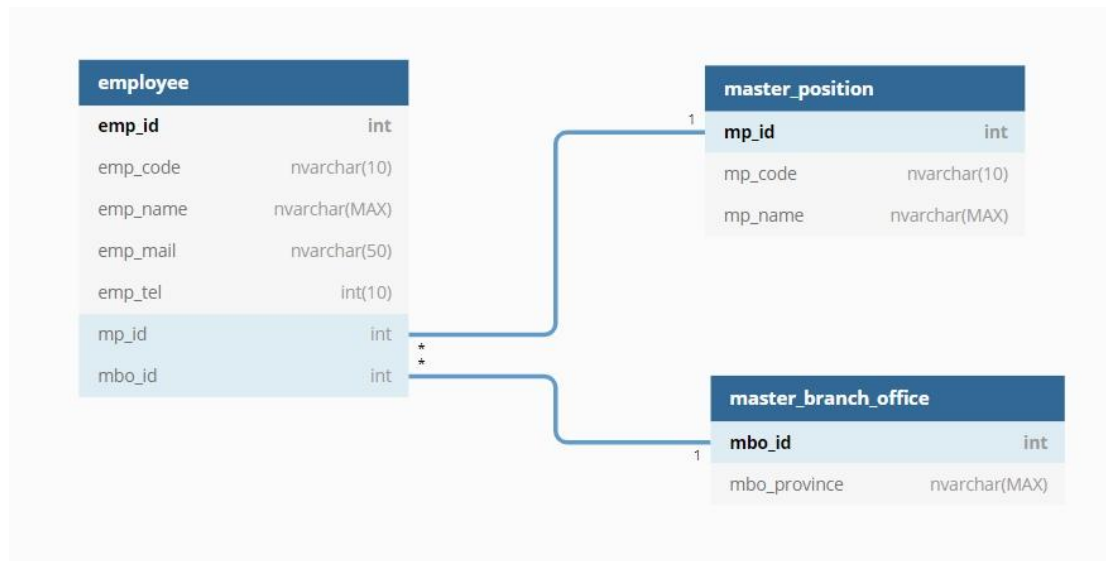 employee
emp_id int
emp_code nvarchar(10)
emp_name nvarchar(MAX)
emp_mail nvarchar(50)
emp_tel int(10)
mp_id int
*
*
mbo_id int
master_position
1
mp_id int
mp_code nvarchar(10)
mp_name nvarchar(MAX)
master_branch_office
mbo_id int
1
mbo_province nvarchar(MAX)